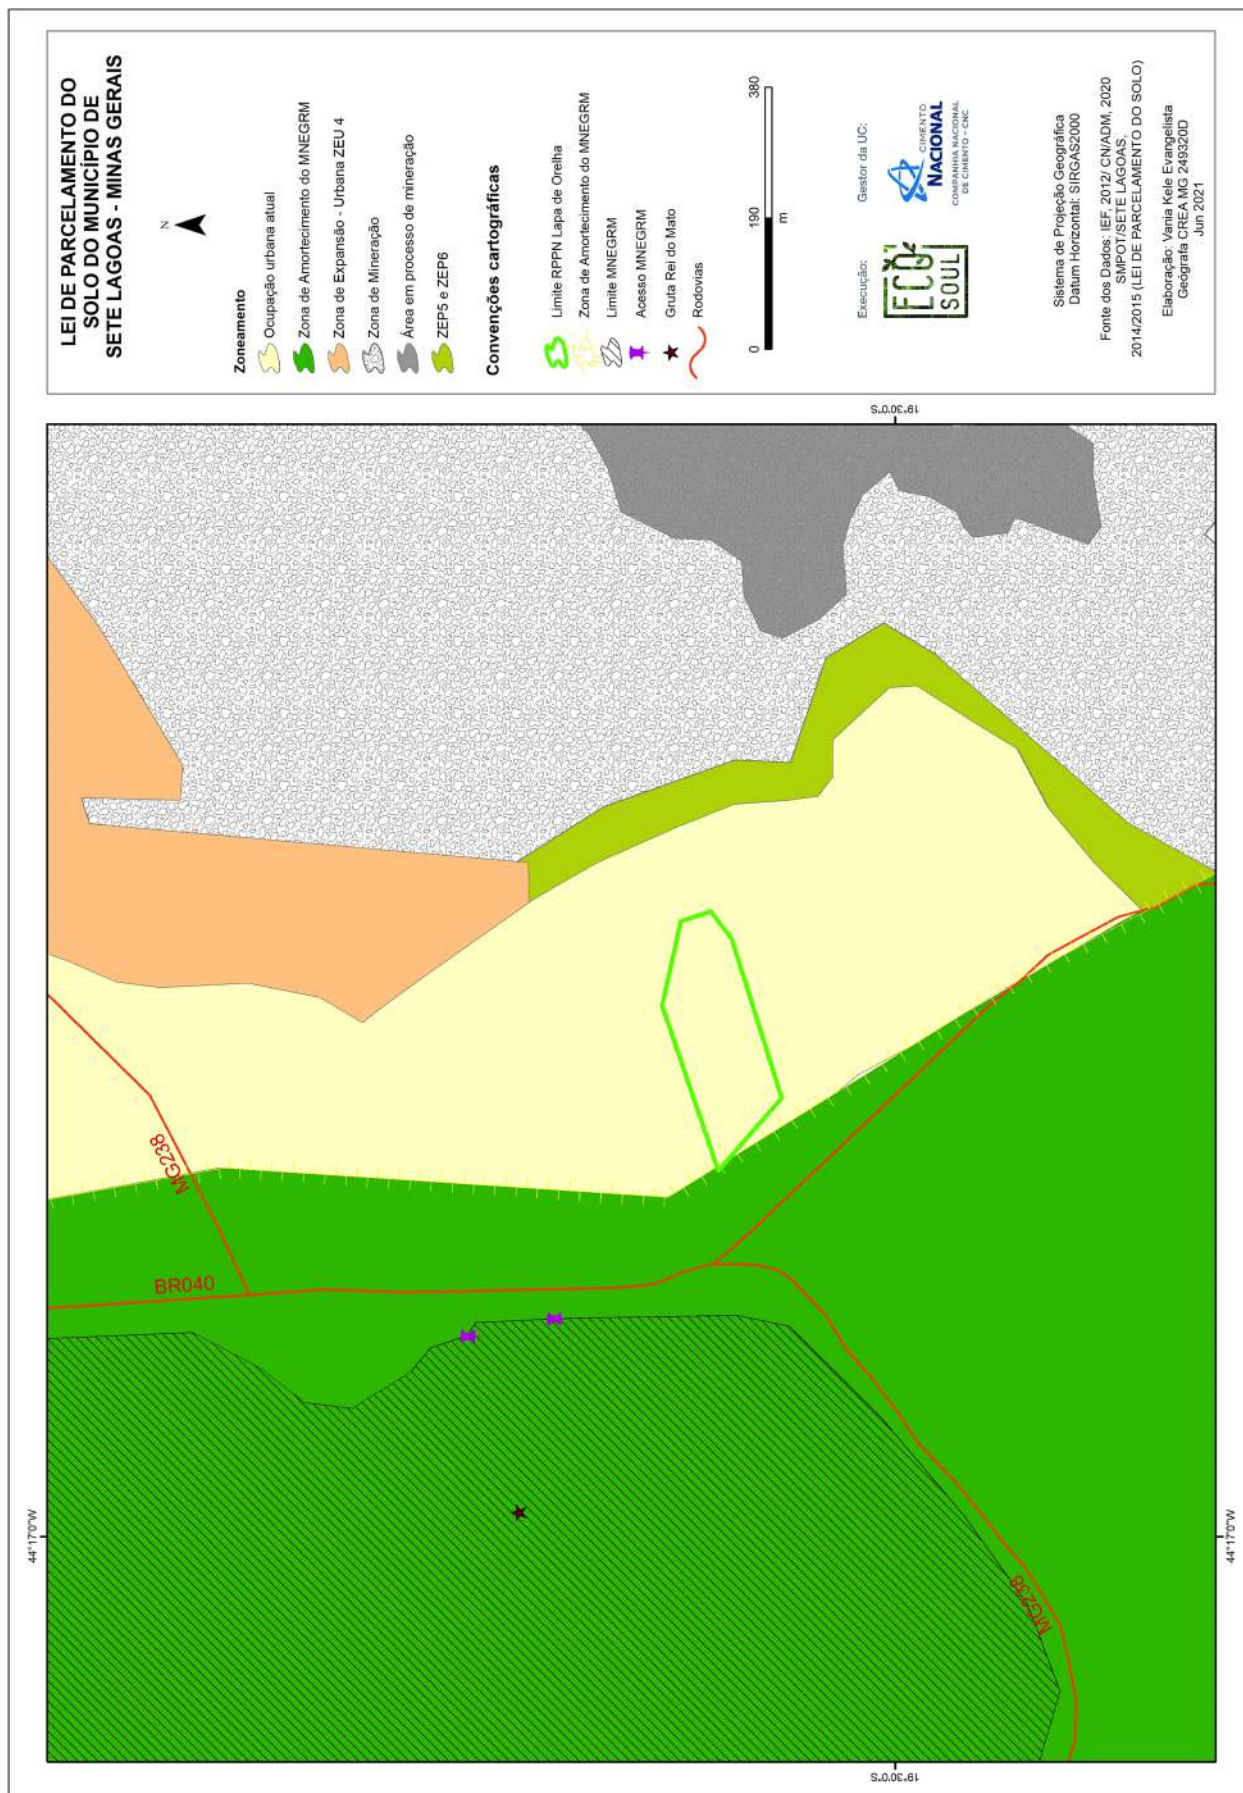 LEI DE PARCELAMENTO DO
SOLO DO MUNICÍPIO DE
SETE LAGOAS - MINAS GERAIS
N
Zoneamento
Ocupação urbana atual
Zona de Amortecimento do MNEGRM
Zona de Expansão - Urbana ZEU 4
Zona de Mineração
Área em processo de mineração
ZEP5 e ZEP6
Convenções cartográficas
Limite RPPN Lapa de Orelha
Zona de Amortecimento do MNEGRM
Limite MNEGRM
Acesso MNEGRM
Gruta Rei do Mato
Rodovias
0 190 380
m
Execução:
ECO
SOUL
Gestor da UC:
CIMENTO
NACIONAL
COMPANHIA NACIONAL
DE CIMENTO - CNC
Sistema de Projeção Geográfica
Datum Horizontal: SIRGAS2000
Fonte dos Dados: IEF, 2012/ CN/ADM, 2020
SMPOT/SETE LAGOAS,
2014/2015 (LEI DE PARCELAMENTO DO SOLO)
Elaboração: Vania Kele Evangelista
Geógrafa CREA MG 249320D
Jun 2021
44°17'0"W
44°17'0"W
19°30'0"S
19°30'0"S
MG238
BR040
MG238